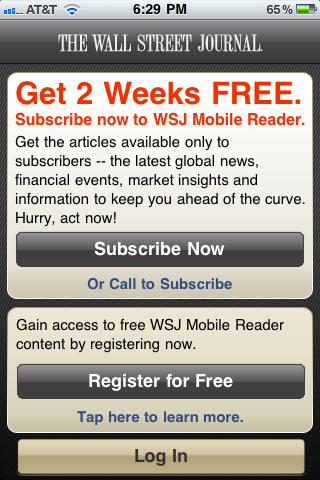 AT&T 6:29 PM 65%
THE WALL STREET JOURNAL.
Get 2 Weeks FREE.
Subscribe now to WSJ Mobile Reader.
Get the articles available only to
subscribers -- the latest global news,
financial events, market insights and
information to keep you ahead of the curve.
Hurry, act now!
Subscribe Now
Or Call to Subscribe
Gain access to free WSJ Mobile Reader
content by registering now.
Register for Free
Tap here to learn more.
Log In